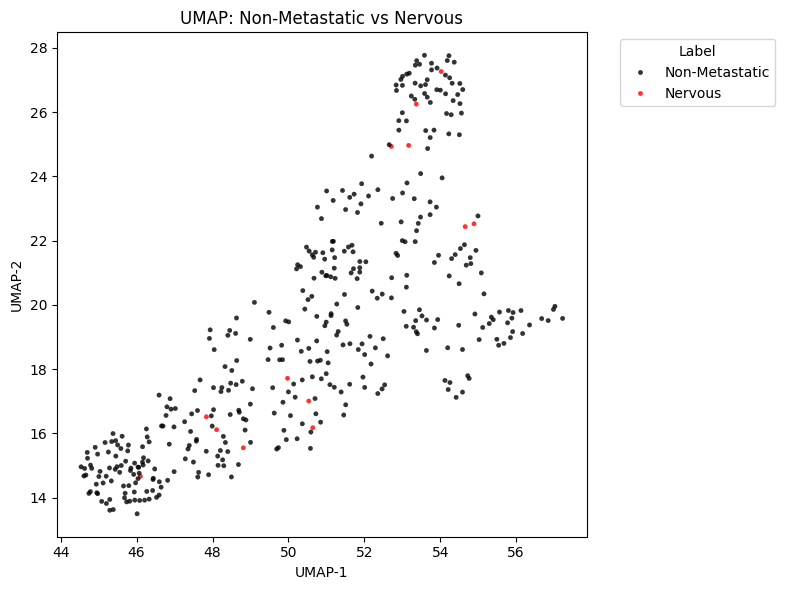 UMAP: Non-Metastatic vs Nervous
Label
Non-Metastatic
Nervous
28
26
24
22
20
18
16
14
UMAP-2
44 46 48 50 52 54 56
UMAP-1